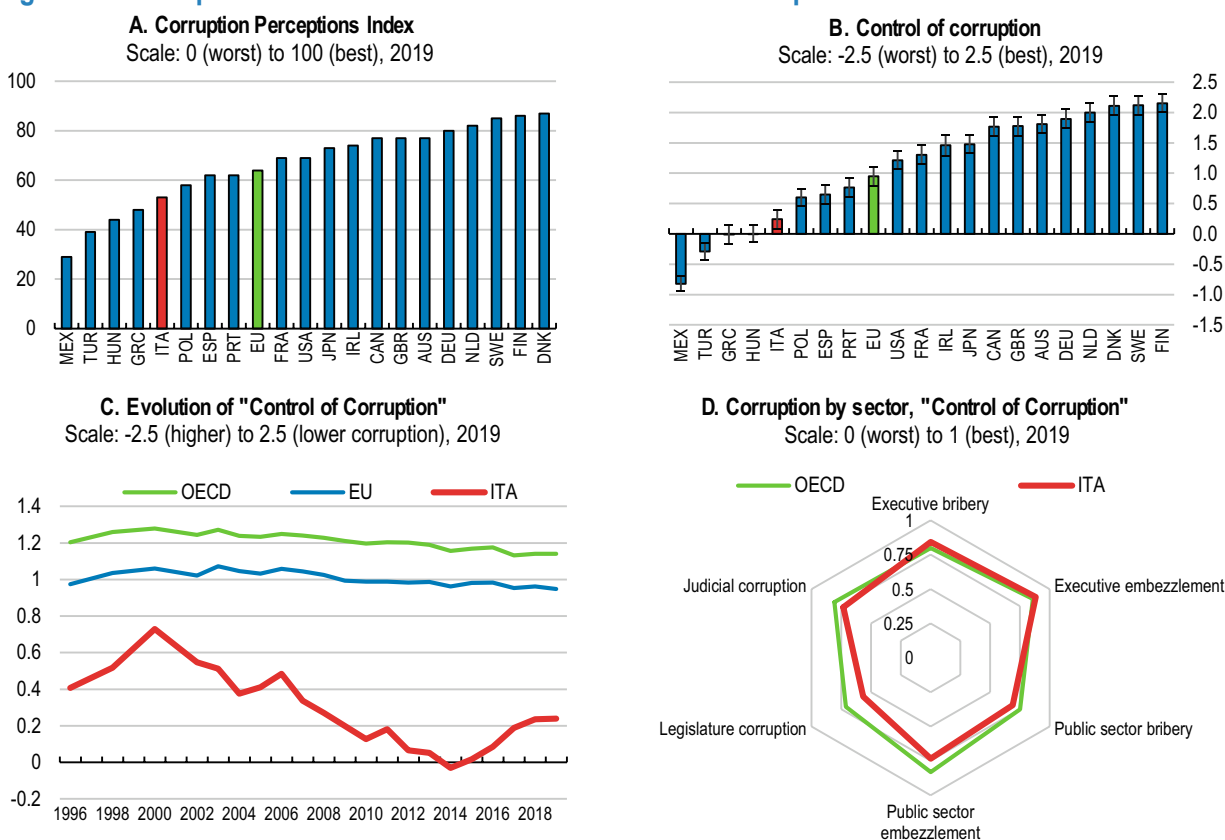 A. Corruption Perceptions Index
Scale: 0 (worst) to 100 (best), 2019
100
80
60
40
20
0
MEX TUR HUN GRC ITA POL ESP PRT EU FRA USA JPN IRL CAN GBR AUS DEU NLD SWE FIN DNK
B. Control of corruption
Scale: -2.5 (worst) to 2.5 (best), 2019
2.5
2.0
1.5
1.0
0.5
0.0
-0.5
-1.0
-1.5
MEX TUR GRC HUN ITA POL ESP PRT EU USA FRA IRL JPN CAN GBR AUS DEU NLD DNK SWE FIN
C. Evolution of "Control of Corruption"
Scale: -2.5 (higher) to 2.5 (lower corruption), 2019
OECD EU ITA
1.4
1.2
1
0.8
0.6
0.4
0.2
0
-0.2
1996 1998 2000 2002 2004 2006 2008 2010 2012 2014 2016 2018
D. Corruption by sector, "Control of Corruption"
Scale: 0 (worst) to 1 (best), 2019
OECD ITA
Executive bribery
1
0.75
0.5
0.25
0
Executive embezzlement
Public sector bribery
Public sector
embezzlement
Legislature corruption
Judicial corruption